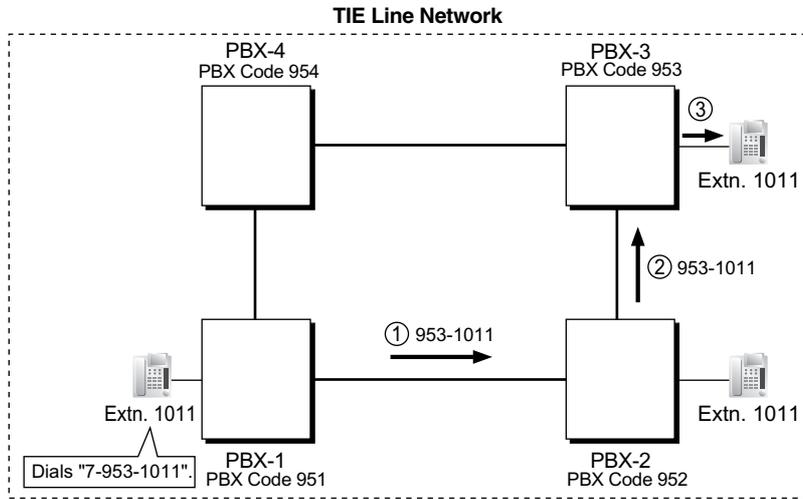 TIE Line Network
PBX-4
PBX Code 954
PBX-3
PBX Code 953
③
Extn. 1011
② 953-1011
① 953-1011
Extn. 1011
Extn. 1011
Dials "7-953-1011".
PBX-1
PBX Code 951
PBX-2
PBX Code 952